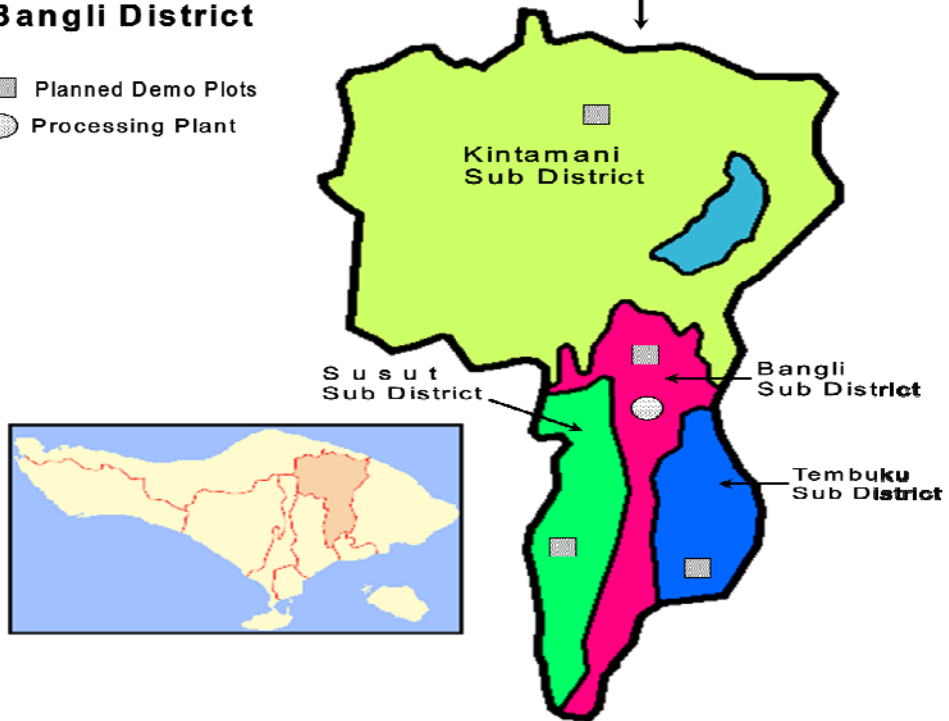 Bangli District
Planned Demo Plots
Processing Plant
Kintamani
Sub District
Susut
Sub District
Bangli
Sub District
Tembuku
Sub District